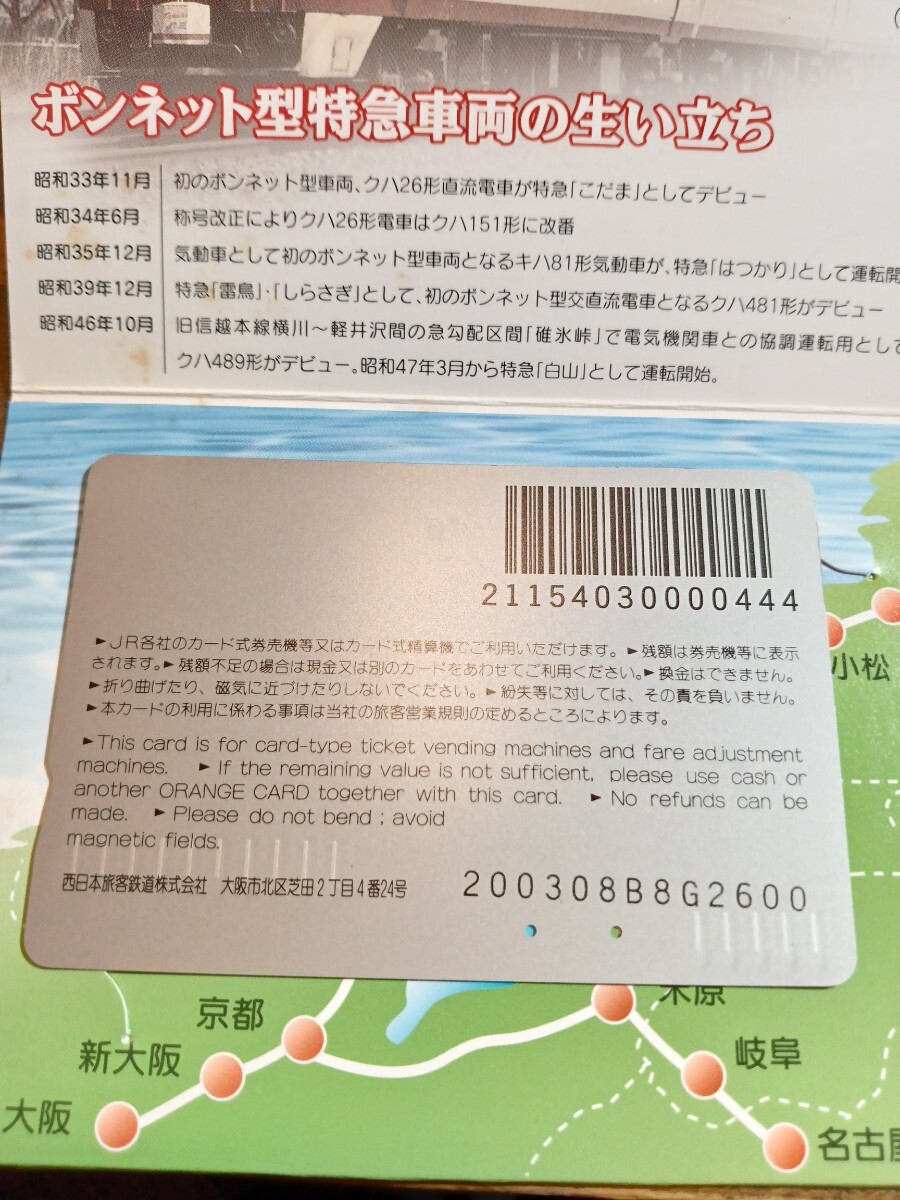 ボンネット型特急車両の生い立ち
昭和33年11月 初のボンネット型車両、クハ26形直流電車が特急「こだま」としてデビュー
昭和34年6月 称号改正によりクハ26形電車はクハ151形に改番
昭和35年12月 気動車として初のボンネット型車両となるキハ81形気動車が、特急「はつかり」として運転開
昭和39年12月 特急「雷鳥」・「しらさぎ」として、初のボンネット型交直流電車となるクハ481形がデビュー
昭和46年10月 旧信越本線横川～軽井沢間の急勾配区間「碓氷峠」で電気機関車との協調運転用として
クハ489形がデビュー。昭和47年3月から特急「白山」として運転開始。
21154030000444
►JR各社のカード式券売機等又はカード式精算機でご利用いただけます。►残額は券売機等に表示
されます。►残額不足の場合は現金又は別のカードをあわせてご利用ください。►換金はできません。
►折り曲げたり、磁気に近づけたりしないでください。►紛失等に対しては、その責を負いません。
►本カードの利用に係わる事項は当社の旅客営業規則の定めるところによります。
►This card is for card-type ticket vending machines and fare adjustment
machines. ►If the remaining value is not sufficient, please use cash or
another ORANGE CARD together with this card. ►No refunds can be
made. ►Please do not bend ; avoid
magnetic fields.
西日本旅客鉄道株式会社 大阪市北区芝田2丁目4番24号
200308B8G2600
小松
米原
京都
新大阪
岐阜
大阪
名古屋